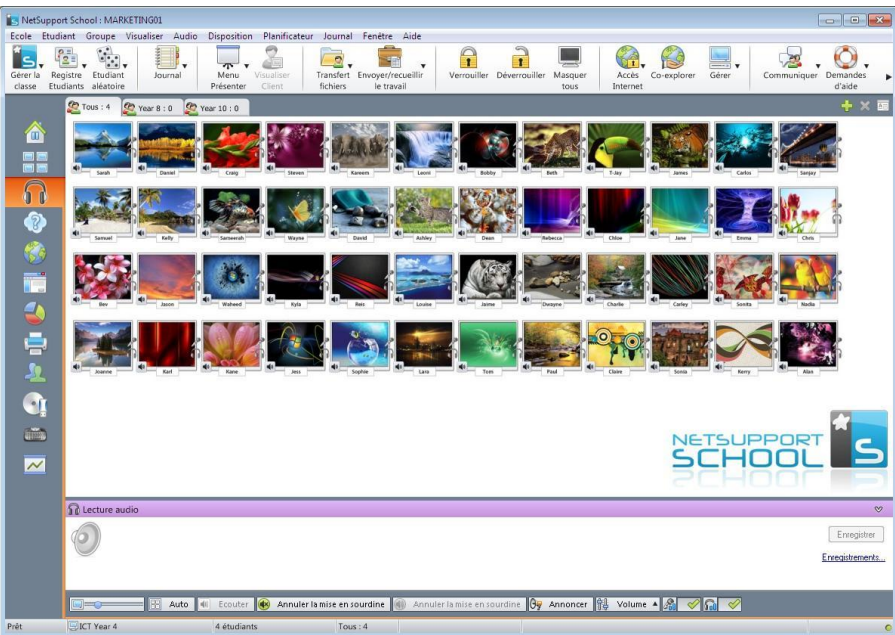 NetSupport School : MARKETING01
Ecole Etudiant Groupe Visualiser Audio Disposition Planificateur Journal Fenêtre Aide
Gérer la classe
Registre Etudiants
Etudiant aléatoire
Journal
Menu Présenter
Visualiser Client
Transfert fichiers
Envoyer/recueillir le travail
Verrouiller
Déverrouiller
Masquer tous
Accès Internet
Co-explorer
Gérer
Communiquer
Demandes d'aide
Tous : 4 Year 8 : 0 Year 10 : 0
Sarah Daniel Craig Steven Kareem Leoni Bobby Beth T-Jay James Carlos Sanjay
Samuel Kelly Sameerah Wayne David Ashley Dean Rebecca Chloe Jane Emma Chris
Bev Jason Waheed Kyla Reis Louise Jaime Dwayne Charlie Carley Sonita Nadia
Joanne Karl Kane Jess Sophie Lara Tom Paul Claire Sonia Kerry Alan
NETSUPPORT
SCHOOL
Lecture audio
Enregistrer
Enregistrements...
Auto Ecouter Annuler la mise en sourdine Annuler la mise en sourdine Annoncer Volume
Prêt ICT Year 4 4 étudiants Tous : 4